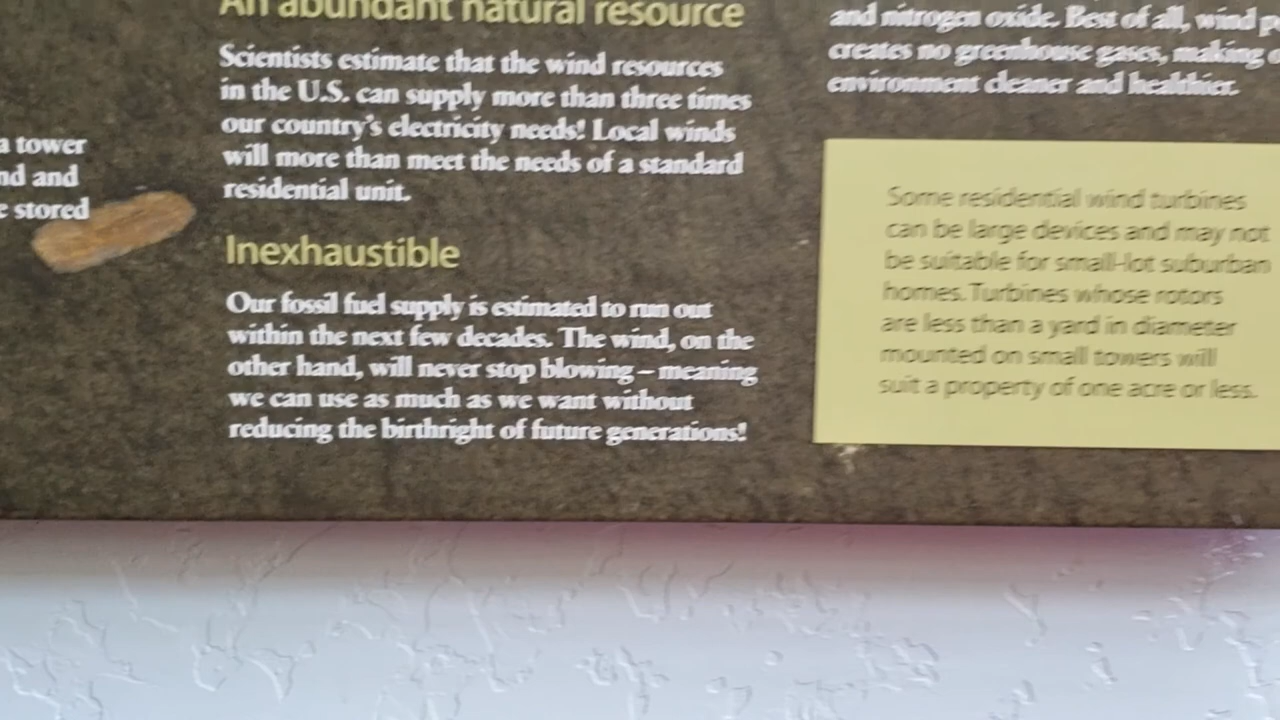 a tower
nd and
e stored
An abundant natural resource
Scientists estimate that the wind resources
in the U.S. can supply more than three times
our country's electricity needs! Local winds
will more than meet the needs of a standard
residential unit.
Inexhaustible
Our fossil fuel supply is estimated to run out
within the next few decades. The wind, on the
other hand, will never stop blowing – meaning
we can use as much as we want without
reducing the birthright of future generations!
and nitrogen oxide. Best of all, wind p
creates no greenhouse gases, making o
environment cleaner and healthier.
Some residential wind turbines
can be large devices and may not
be suitable for small-lot suburban
homes. Turbines whose rotors
are less than a yard in diameter
mounted on small towers will
suit a property of one acre or less.